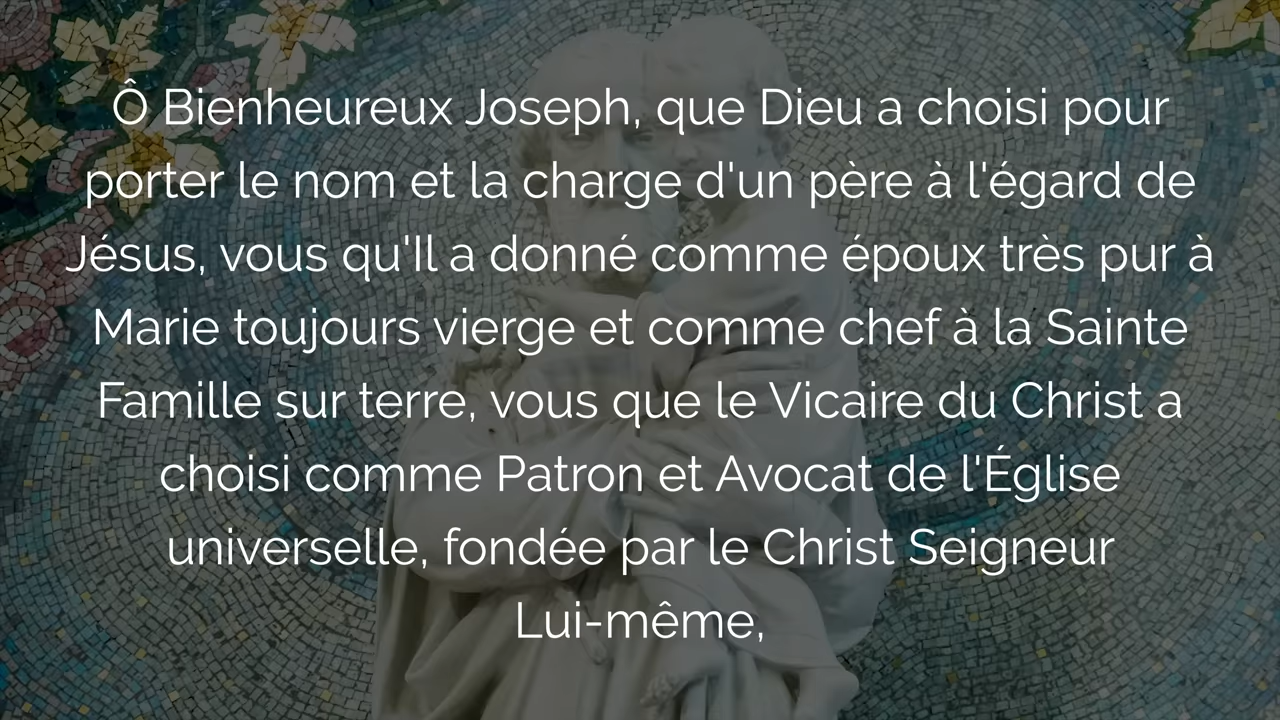 Ô Bienheureux Joseph, que Dieu a choisi pour
porter le nom et la charge d'un père à l'égard de
Jésus, vous qu'Il a donné comme époux très pur à
Marie toujours vierge et comme chef à la Sainte
Famille sur terre, vous que le Vicaire du Christ a
choisi comme Patron et Avocat de l'Église
universelle, fondée par le Christ Seigneur
Lui-même,